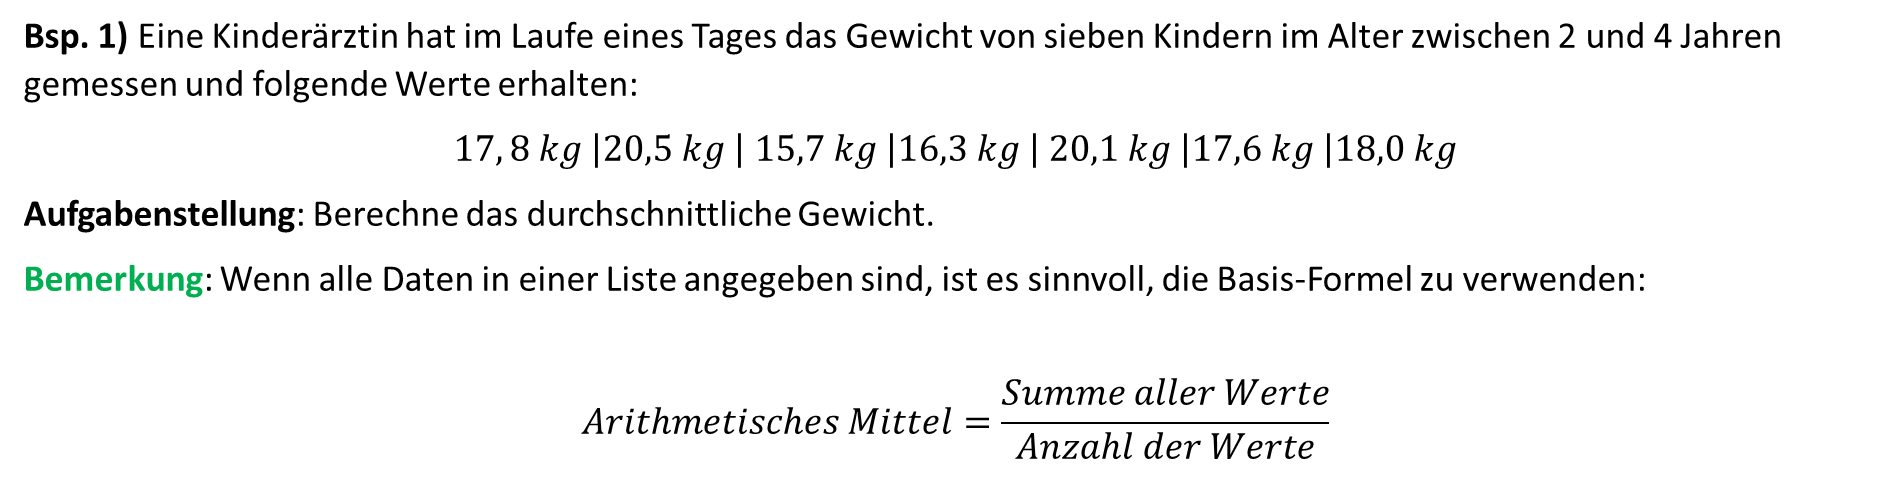 Bsp. 1) Eine Kinderärztin hat im Laufe eines Tages das Gewicht von sieben Kindern im Alter zwischen 2 und 4 Jahren
gemessen und folgende Werte erhalten:
17,8 kg |20,5 kg | 15,7 kg |16,3 kg | 20,1 kg |17,6 kg |18,0 kg
Aufgabenstellung: Berechne das durchschnittliche Gewicht.
Bemerkung: Wenn alle Daten in einer Liste angegeben sind, ist es sinnvoll, die Basis-Formel zu verwenden:
Arithmetisches Mittel =
Summe aller Werte
Anzahl der Werte